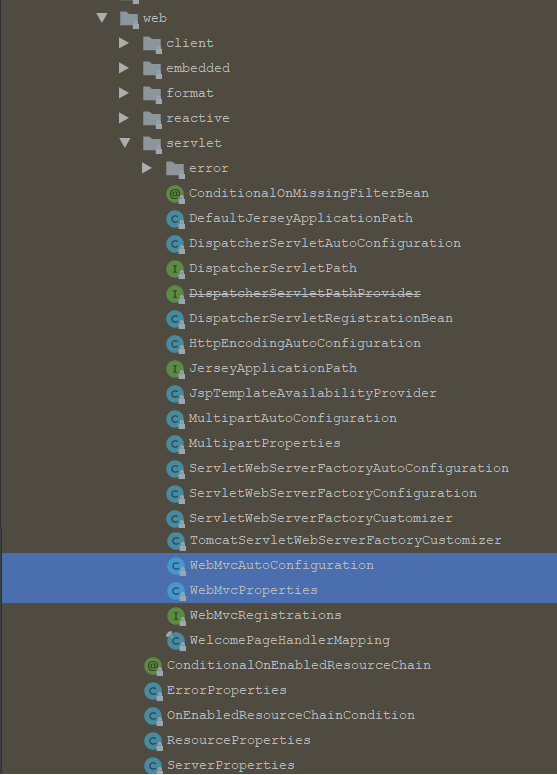 web
client
embedded
format
reactive
servlet
error
ConditionalOnMissingFilterBean
DefaultJerseyApplicationPath
DispatcherServletAutoConfiguration
DispatcherServletPath
DispatcherServletPathProvider
DispatcherServletRegistrationBean
HttpEncodingAutoConfiguration
JerseyApplicationPath
JspTemplateAvailabilityProvider
MultipartAutoConfiguration
MultipartProperties
ServletWebServerFactoryAutoConfiguration
ServletWebServerFactoryConfiguration
ServletWebServerFactoryCustomizer
TomcatServletWebServerFactoryCustomizer
WebMvcAutoConfiguration
WebMvcProperties
WebMvcRegistrations
WelcomePageHandlerMapping
ConditionalOnEnabledResourceChain
ErrorProperties
OnEnabledResourceChainCondition
ResourceProperties
ServerProperties